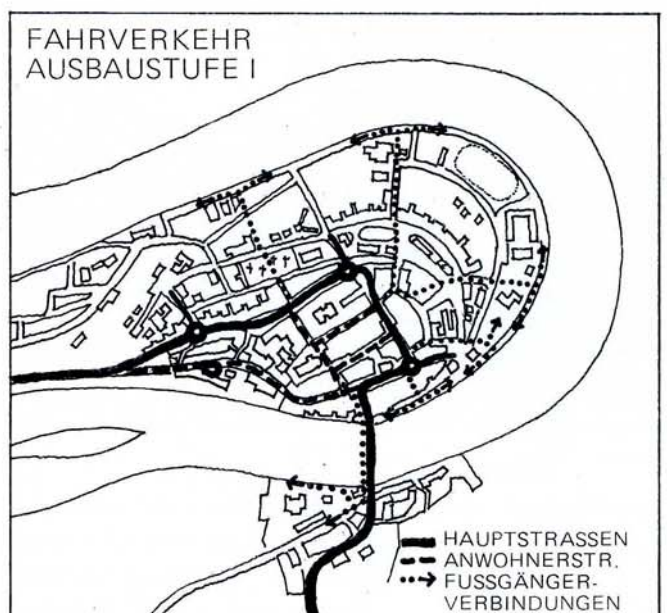 FAHRVERKEHR
AUSBAUSTUFE I
HAUPTSTRASSEN
ANWOHNERSTR.
FUSSGÄNGER-
VERBINDUNGEN